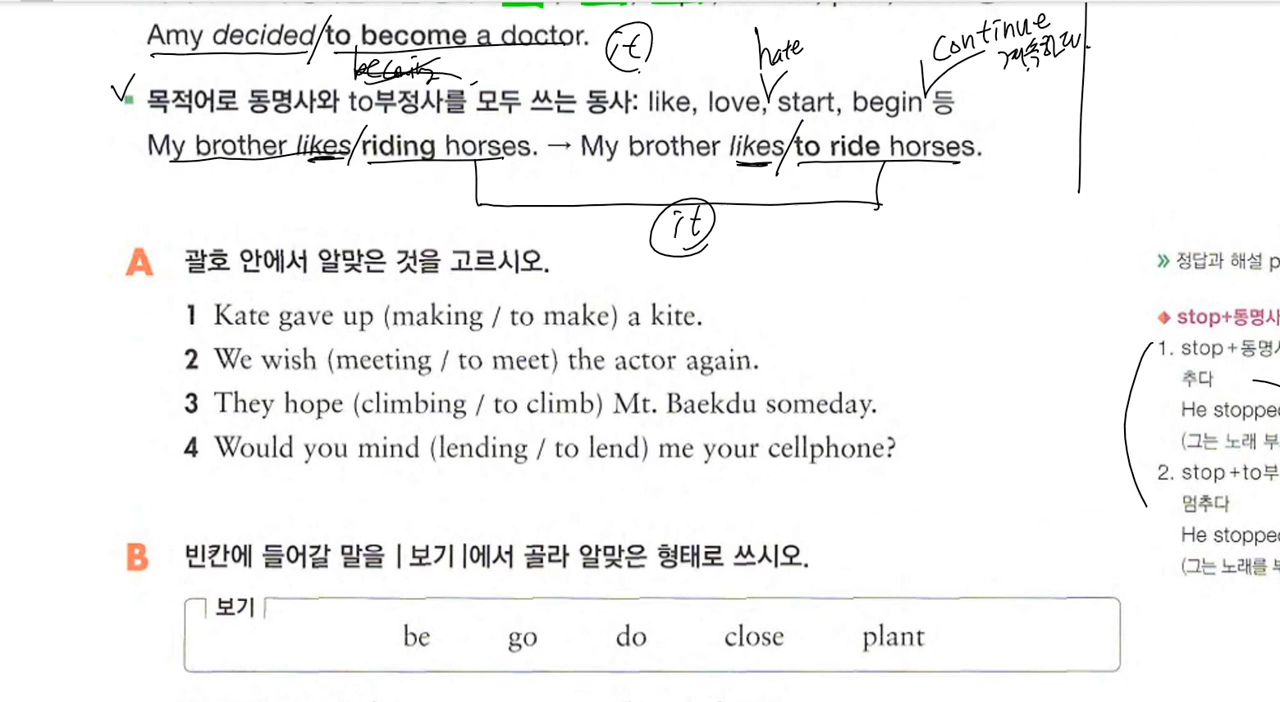 Amy decided/to become a doctor. it
hate
continue
계속하다
목적어로 동명사와 to부정사를 모두 쓰는 동사: like, love, start, begin 등
My brother likes/riding horses. → My brother likes/to ride horses.
it
A 괄호 안에서 알맞은 것을 고르시오.
1 Kate gave up (making / to make) a kite.
2 We wish (meeting / to meet) the actor again.
3 They hope (climbing / to climb) Mt. Baekdu someday.
4 Would you mind (lending / to lend) me your cellphone?
» 정답과 해설 p
stop+동명사
1. stop+동명사
추다
He stopped
(그는 노래 부
2. stop+to부
멈추다
He stopped
(그는 노래를 부
B 빈칸에 들어갈 말을 |보기|에서 골라 알맞은 형태로 쓰시오.
보기
be go do close plant